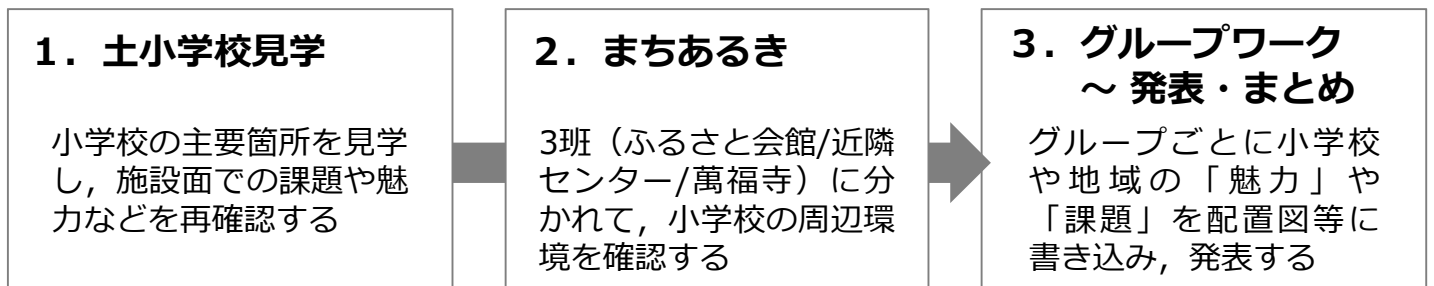 1．土小学校見学
小学校の主要箇所を見学
し，施設面での課題や魅
力などを再確認する
2．まちあるき
3班（ふるさと会館/近隣
センター/萬福寺）に分
かれて，小学校の周辺環
境を確認する
3．グループワーク
～ 発表・まとめ
グループごとに小学校
や地域の「魅力」や
「課題」を配置図等に
書き込み，発表する